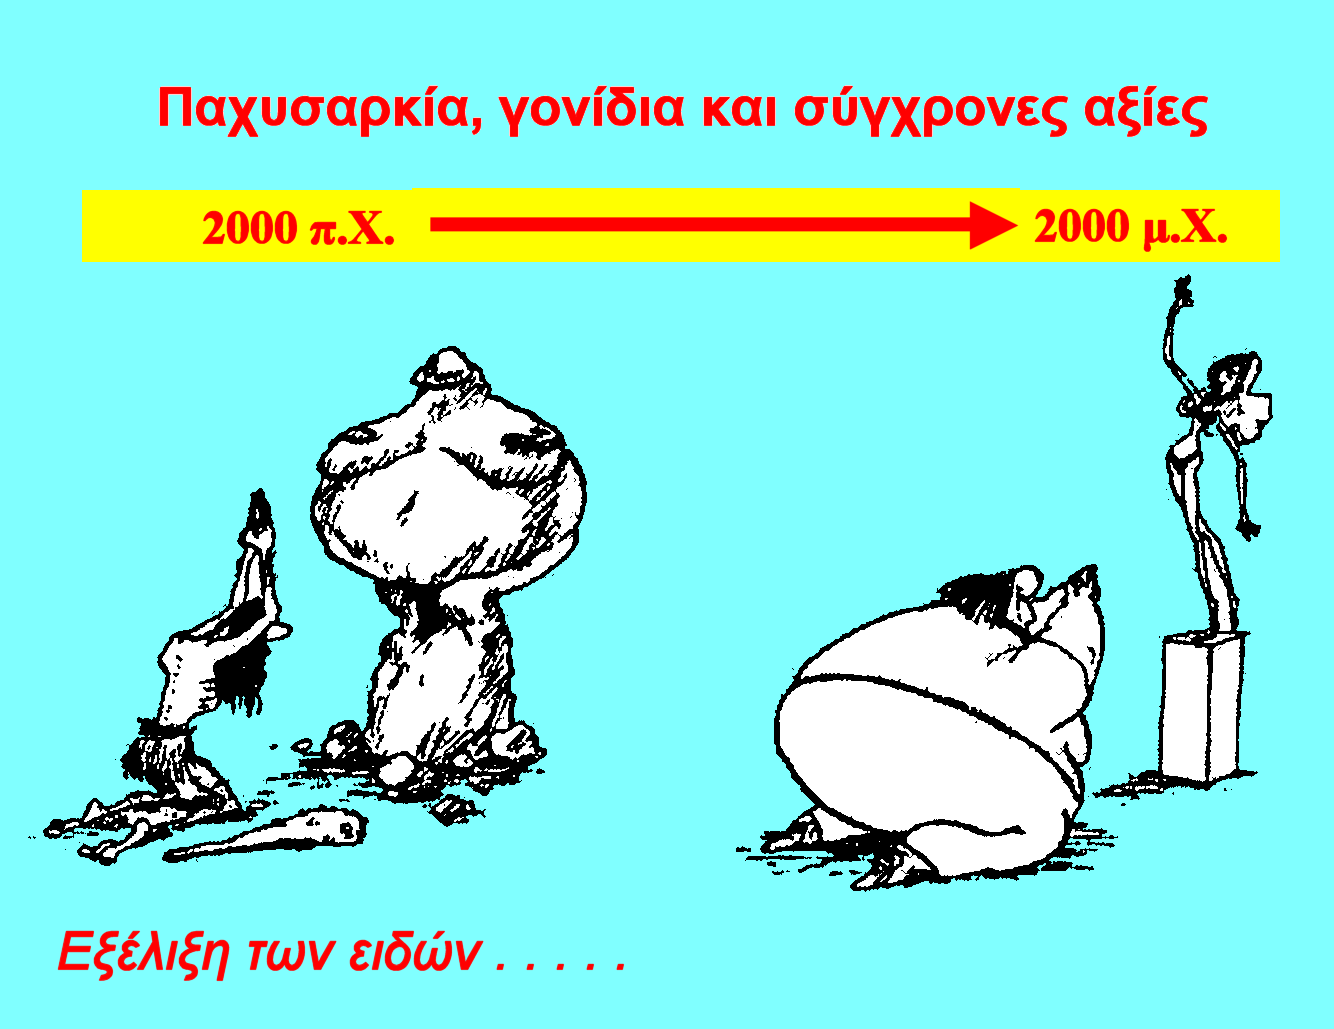 Παχυσαρκία, γονίδια και σύγχρονες αξίες
2000 π.Χ. 2000 μ.Χ.
Εξέλιξη των ειδών . . . . .